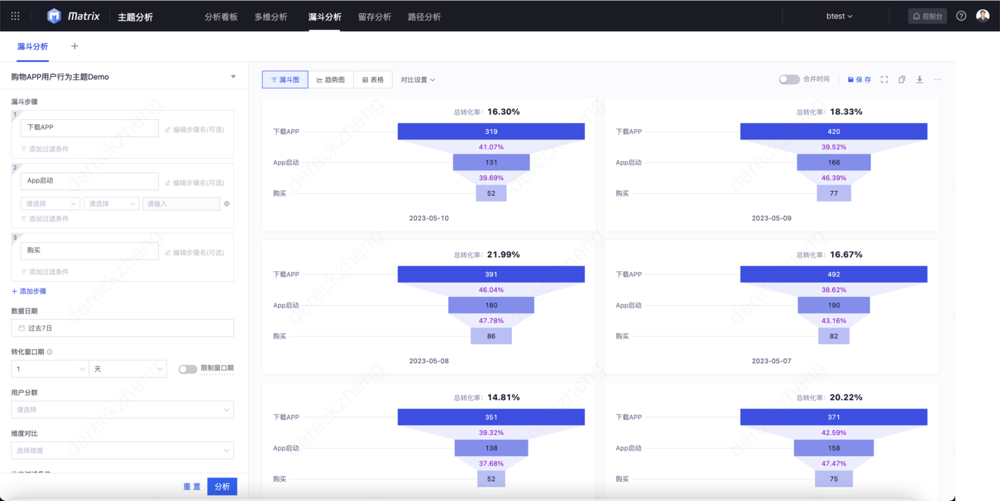 Matrix 主题分析 分析看板 多维分析 漏斗分析 留存分析 路径分析 btest 控制台
漏斗分析
购物APP用户行为主题Demo
漏斗步骤
1
下载APP 编辑步骤名(可选)
添加过滤条件
2
App启动 编辑步骤名(可选)
请选择 请选择 请输入
添加过滤条件
3
购买 编辑步骤名(可选)
添加过滤条件
+ 添加步骤
数据日期
过去7日
转化窗口期
1 天 限制窗口期
用户分群
请选择
维度对比
选择维度
重置 分析
漏斗图 趋势图 表格 对比设置 合并时间 保存
总转化率: 16.30%
下载APP 319
41.07%
App启动 131
39.69%
购买 52
2023-05-10
总转化率: 18.33%
下载APP 420
39.52%
App启动 166
46.39%
购买 77
2023-05-09
总转化率: 21.99%
下载APP 391
46.04%
App启动 180
47.78%
购买 86
2023-05-08
总转化率: 16.67%
下载APP 492
38.62%
App启动 190
43.16%
购买 82
2023-05-07
总转化率: 14.81%
下载APP 351
39.32%
App启动 138
37.68%
购买 52
总转化率: 20.22%
下载APP 371
42.59%
App启动 158
47.47%
购买 75
dereckzheng
dereckzheng
dereckzheng
dereckzheng
dereckzheng
dereckzheng
dereckzheng
dereckzheng
dereckzheng
dereckzheng
dereckzheng
dereckzheng